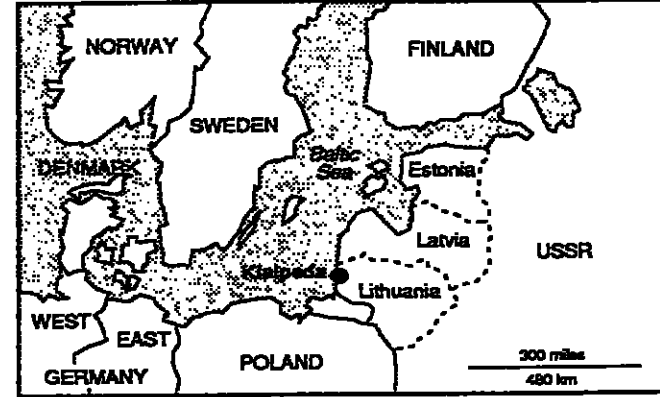 NORWAY
FINLAND
SWEDEN
Baltic
Sea
DENMARK
Estonia
Latvia
USSR
Klaipeda
Lithuania
WEST
EAST
GERMANY
POLAND
300 miles
480 km